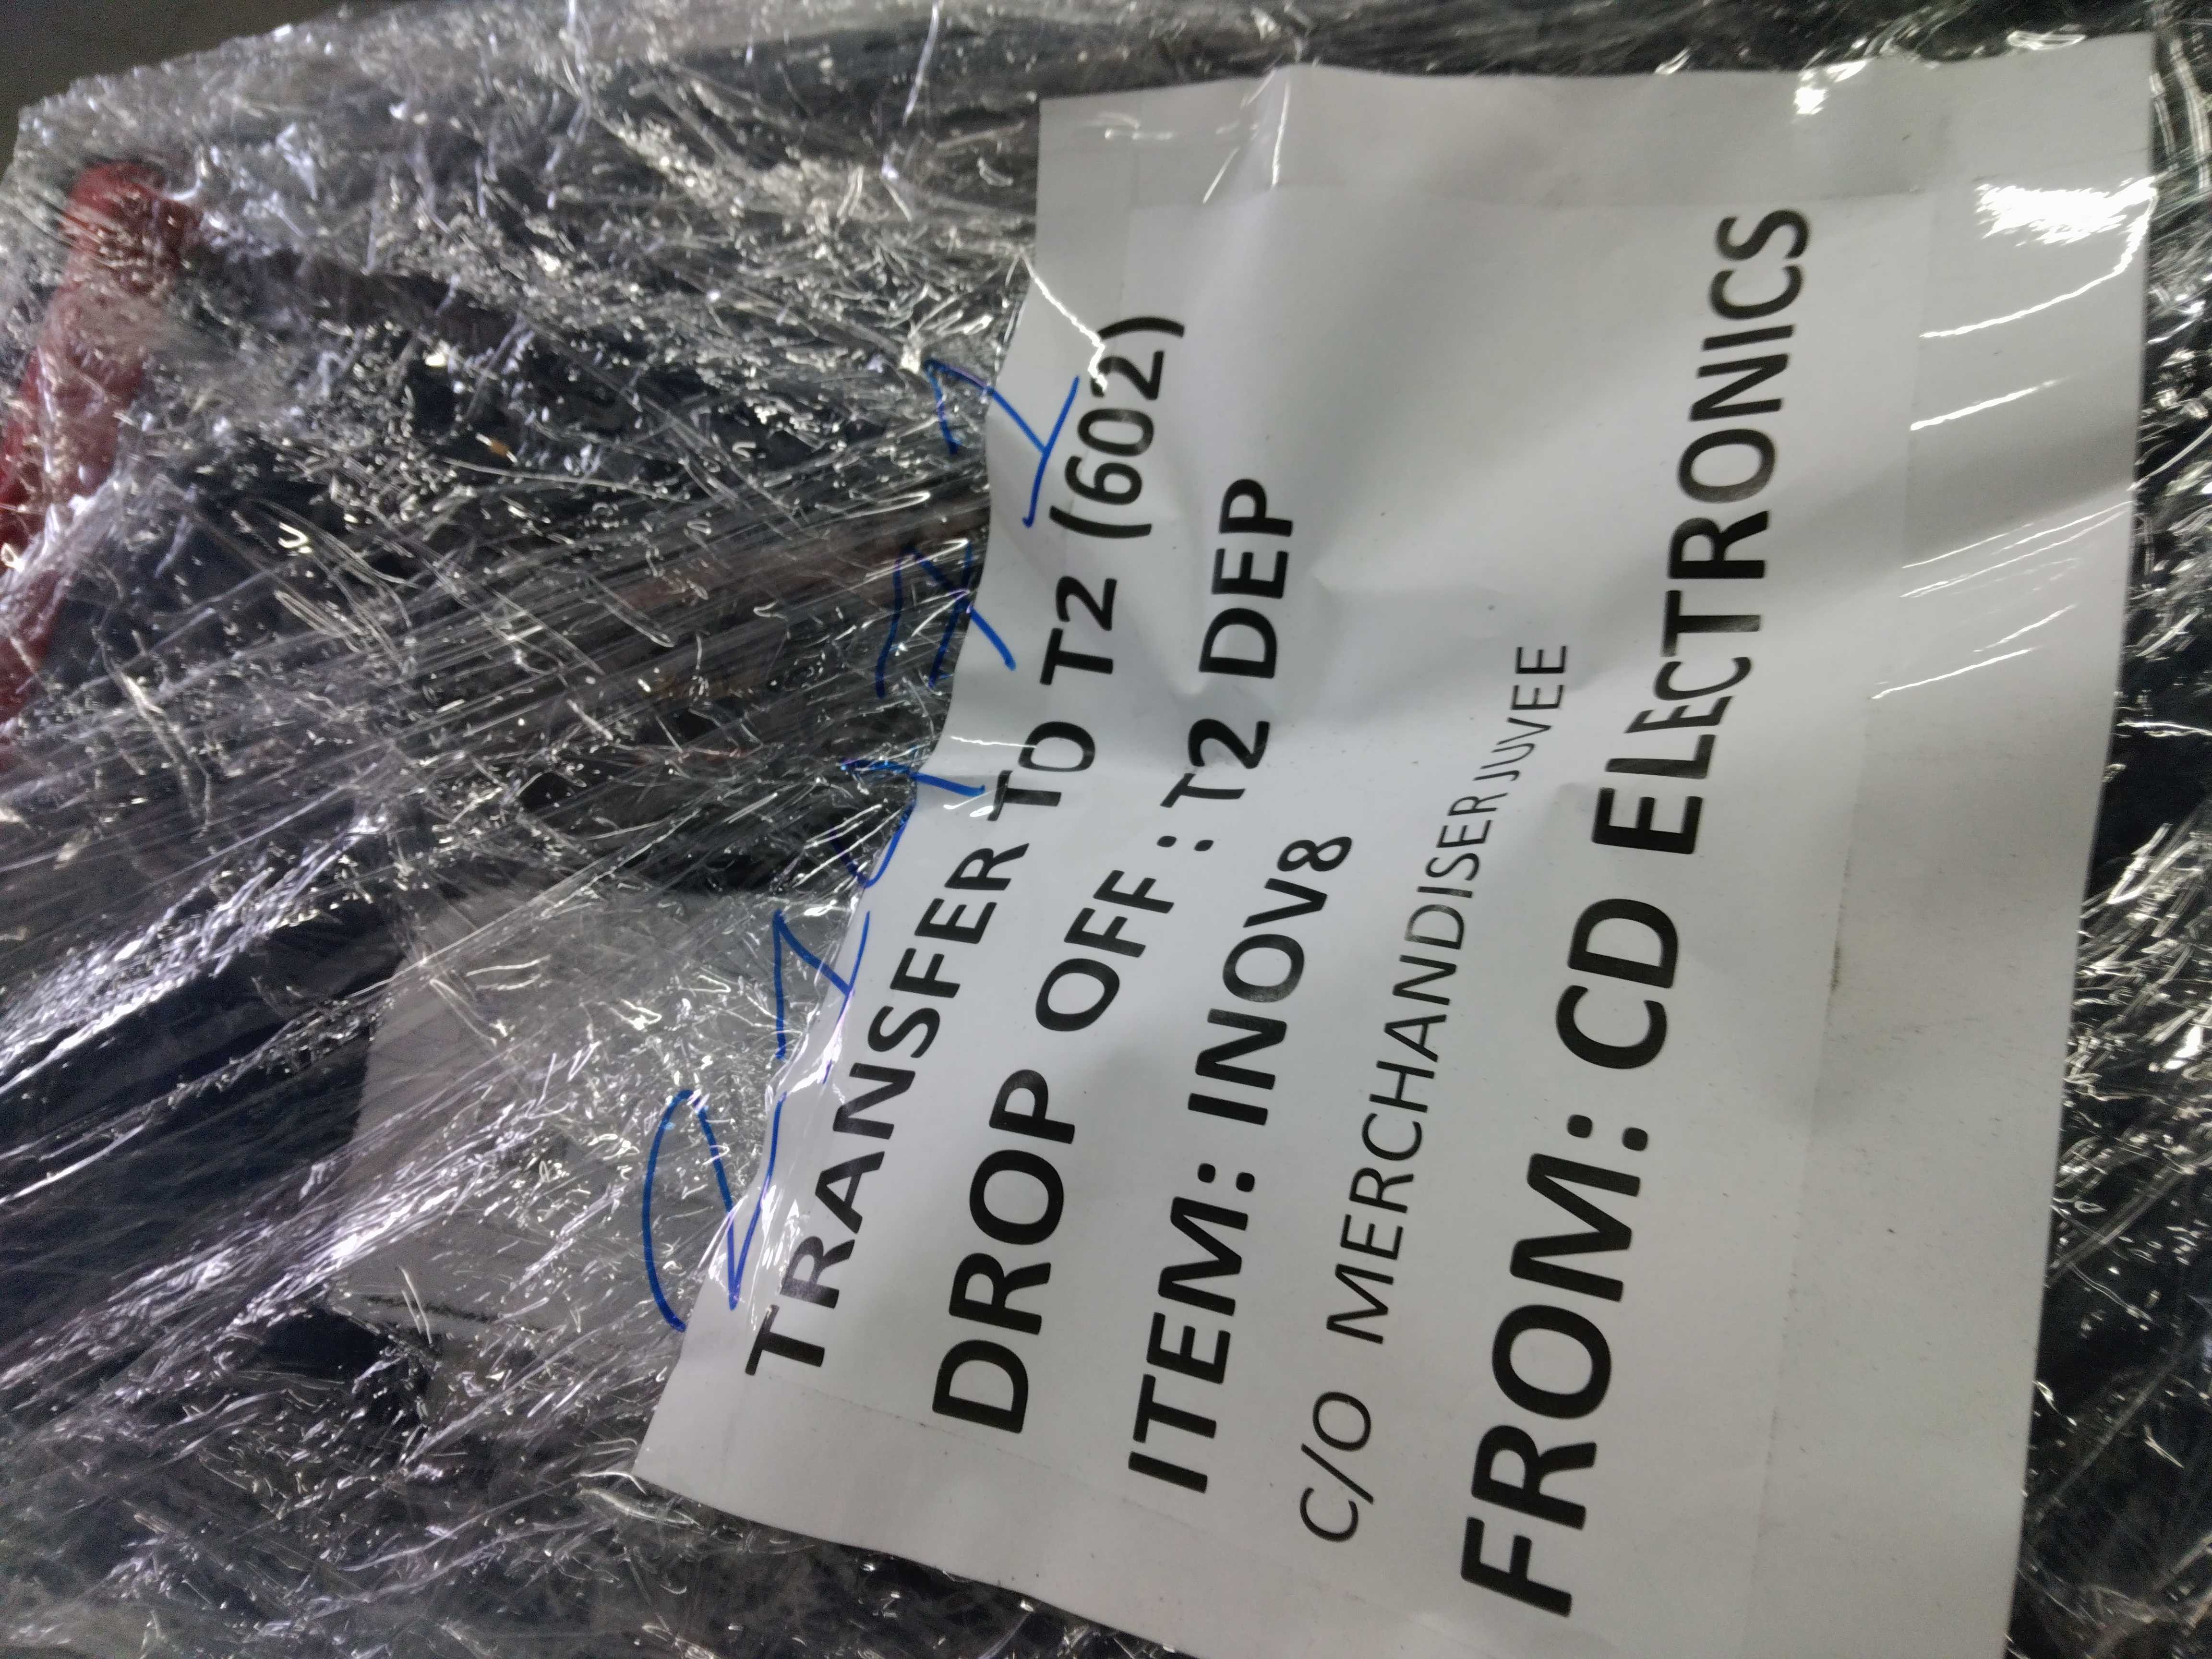 TRANSFER TO T2 (602)
DROP OFF : T2 DEP
ITEM: INOV8
C/O MERCHANDISER JUVEE
FROM: CD ELECTRONICS